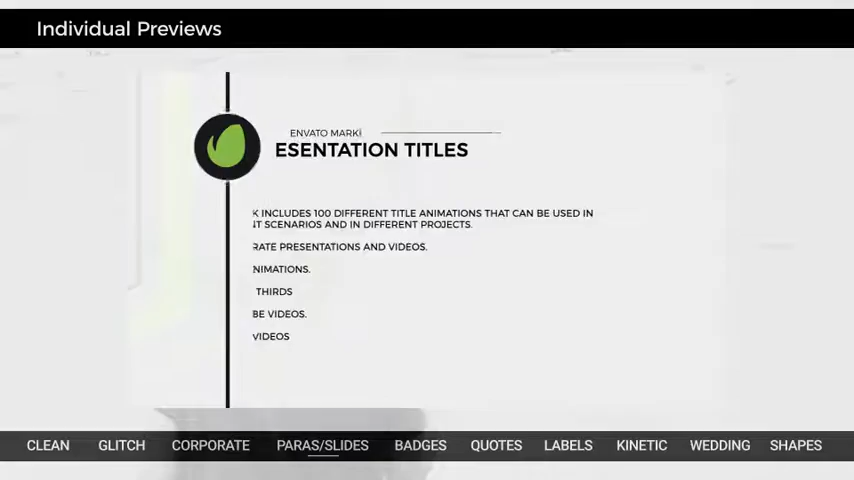 Individual Previews
ENVATO MARK
ESENTATION TITLES
K INCLUDES 100 DIFFERENT TITLE ANIMATIONS THAT CAN BE USED IN
T SCENARIOS AND IN DIFFERENT PROJECTS.
RATE PRESENTATIONS AND VIDEOS.
NIMATIONS.
THIRDS
BE VIDEOS.
VIDEOS
CLEAN GLITCH CORPORATE PARAS/SLIDES BADGES QUOTES LABELS KINETIC WEDDING SHAPES